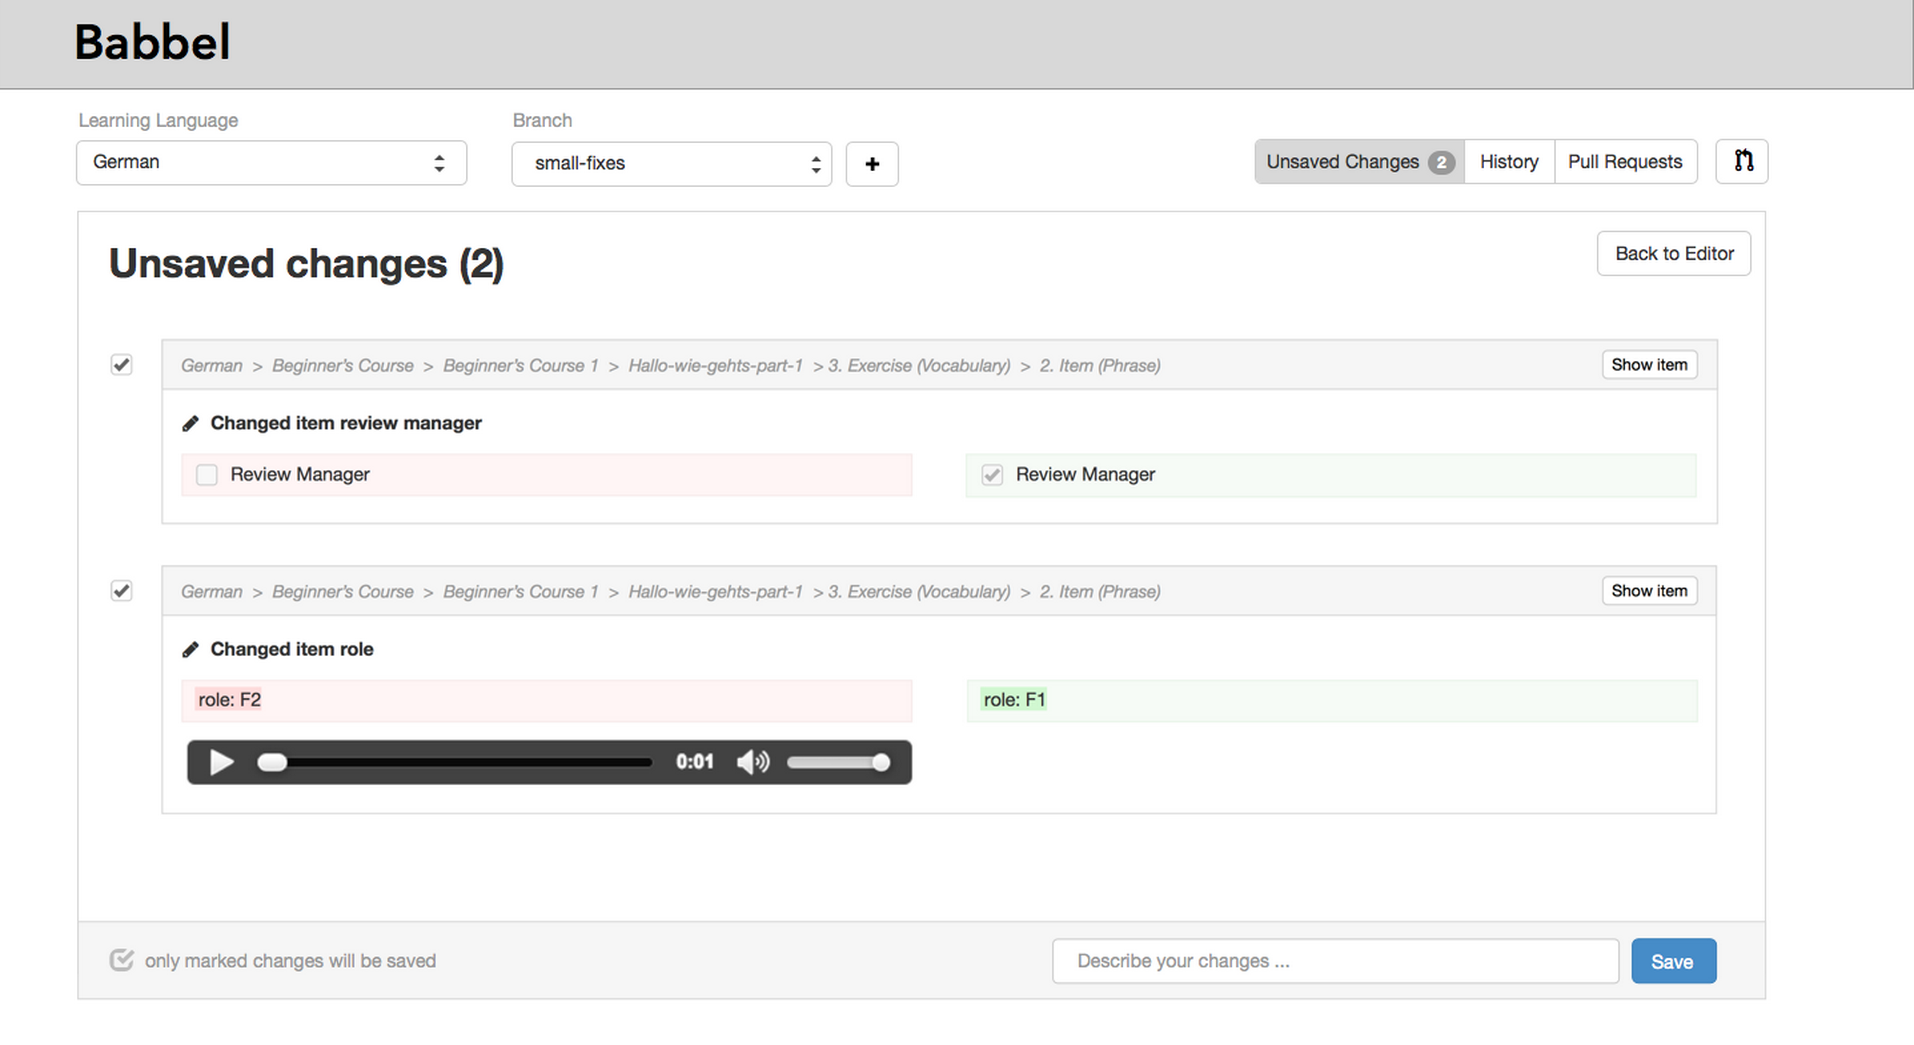 Babbel
Learning Language
Branch
German
small-fixes
Unsaved Changes 2
History
Pull Requests
Unsaved changes (2)
Back to Editor
German > Beginner's Course > Beginner's Course 1 > Hallo-wie-gehts-part-1 > 3. Exercise (Vocabulary) > 2. Item (Phrase)
Show item
Changed item review manager
Review Manager
Review Manager
German > Beginner's Course > Beginner's Course 1 > Hallo-wie-gehts-part-1 > 3. Exercise (Vocabulary) > 2. Item (Phrase)
Show item
Changed item role
role: F2
role: F1
0:01
only marked changes will be saved
Describe your changes ...
Save